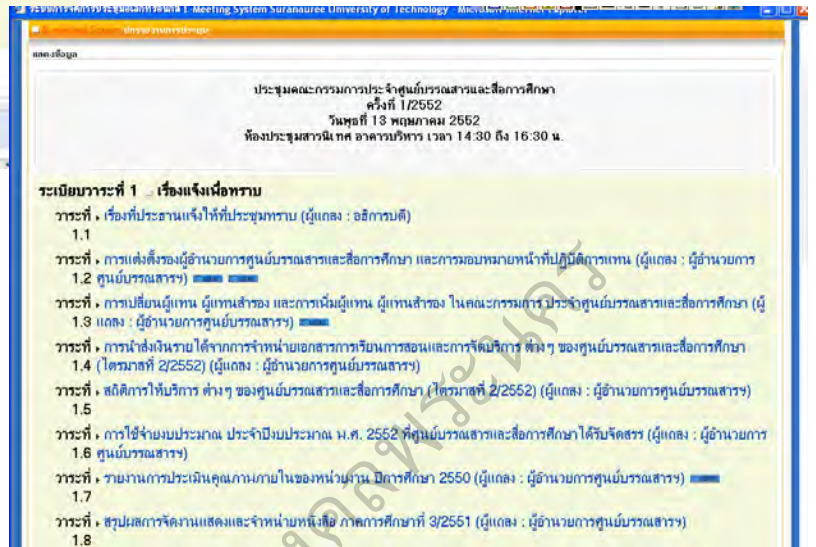 ระบบการจัดการประชุมอิเล็กทรอนิกส์ E-Meeting System Suranauree University of Technology - Microsoft Internet Explorer
แสดงข้อมูล
ประชุมคณะกรรมการประจำศูนย์บรรณสารและสื่อการศึกษา
ครั้งที่ 1/2552
วันพุธที่ 13 พฤษภาคม 2552
ห้องประชุมสารนิเทศ อาคารบริหาร เวลา 14:30 ถึง 16:30 น.
ระเบียบวาระที่ 1 เรื่องแจ้งเพื่อทราบ
วาระที่ เรื่องที่ประธานแจ้งให้ที่ประชุมทราบ (ผู้แถลง : อธิการบดี)
1.1
วาระที่ การแต่งตั้งรองผู้อำนวยการศูนย์บรรณสารและสื่อการศึกษา และการมอบหมายหน้าที่ปฏิบัติการแทน (ผู้แถลง : ผู้อำนวยการ
1.2 ศูนย์บรรณสารฯ)
วาระที่ การเปลี่ยนผู้แทน ผู้แทนสำรอง และการเพิ่มผู้แทน ผู้แทนสำรอง ในคณะกรรมการ ประจำศูนย์บรรณสารและสื่อการศึกษา (ผู้
1.3 แถลง : ผู้อำนวยการศูนย์บรรณสารฯ)
วาระที่ การนำส่งเงินรายได้จากการจำหน่ายเอกสารการเรียนการสอนและการจัดบริการ ต่างๆ ของศูนย์บรรณสารและสื่อการศึกษา
1.4 (ไตรมาสที่ 2/2552) (ผู้แถลง : ผู้อำนวยการศูนย์บรรณสารฯ)
วาระที่ สถิติการให้บริการ ต่างๆ ของศูนย์บรรณสารและสื่อการศึกษา (ไตรมาสที่ 2/2552) (ผู้แถลง : ผู้อำนวยการศูนย์บรรณสารฯ)
1.5
วาระที่ การใช้จ่ายงบประมาณ ประจำปีงบประมาณ พ.ศ. 2552 ที่ศูนย์บรรณสารและสื่อการศึกษาได้รับจัดสรร (ผู้แถลง : ผู้อำนวยการ
1.6 ศูนย์บรรณสารฯ)
วาระที่ รายงานการประเมินคุณภาพภายในของหน่วยงาน ปีการศึกษา 2550 (ผู้แถลง : ผู้อำนวยการศูนย์บรรณสารฯ)
1.7
วาระที่ สรุปผลการจัดงานแสดงและจำหน่ายหนังสือ ภาคการศึกษาที่ 3/2551 (ผู้แถลง : ผู้อำนวยการศูนย์บรรณสารฯ)
1.8